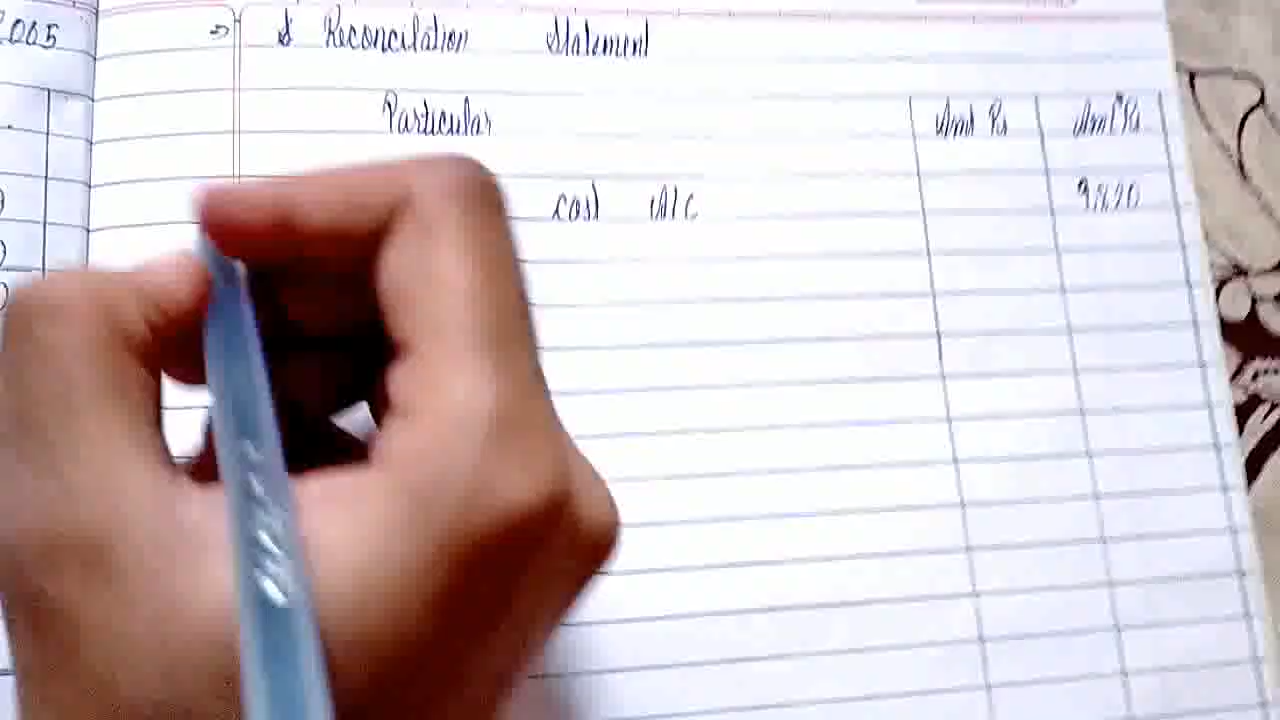 2005
⇒ Reconcilation Statement
Particular Amt Rs Amt Rs
cost A/c 9820